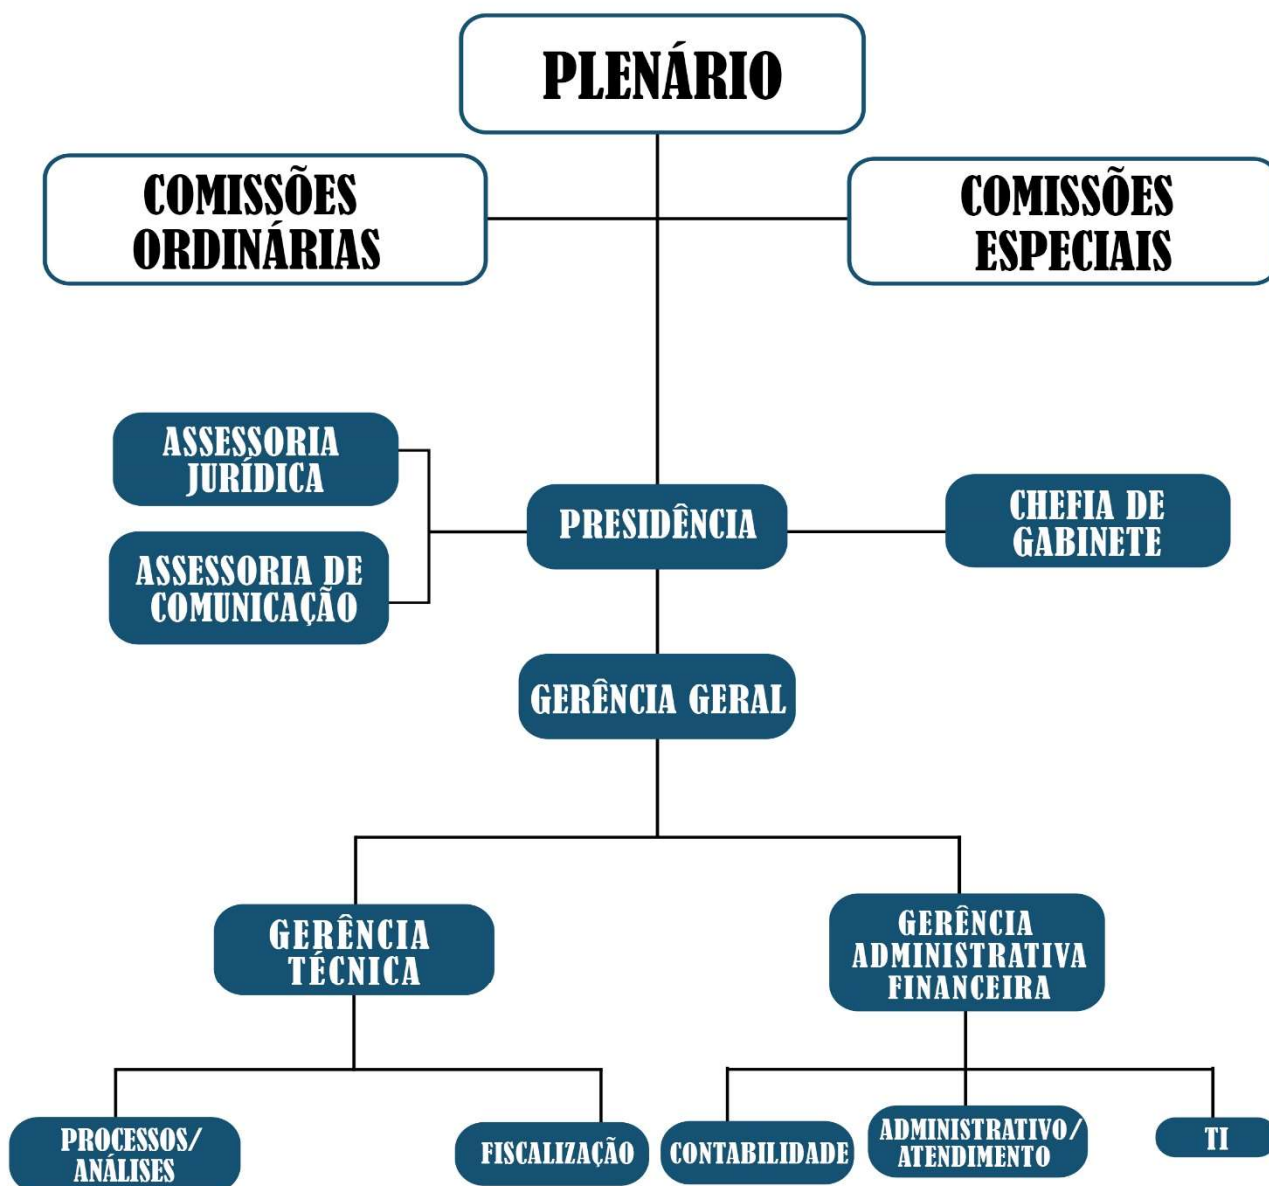 PLENÁRIO
COMISSÕES
ORDINÁRIAS
COMISSÕES
ESPECIAIS
ASSESSORIA
JURÍDICA
ASSESSORIA DE
COMUNICAÇÃO
PRESIDÊNCIA
CHEFIA DE
GABINETE
GERÊNCIA GERAL
GERÊNCIA
TÉCNICA
GERÊNCIA
ADMINISTRATIVA
FINANCEIRA
PROCESSOS/
ANÁLISES
FISCALIZAÇÃO
CONTABILIDADE
ADMINISTRATIVO/
ATENDIMENTO
TI